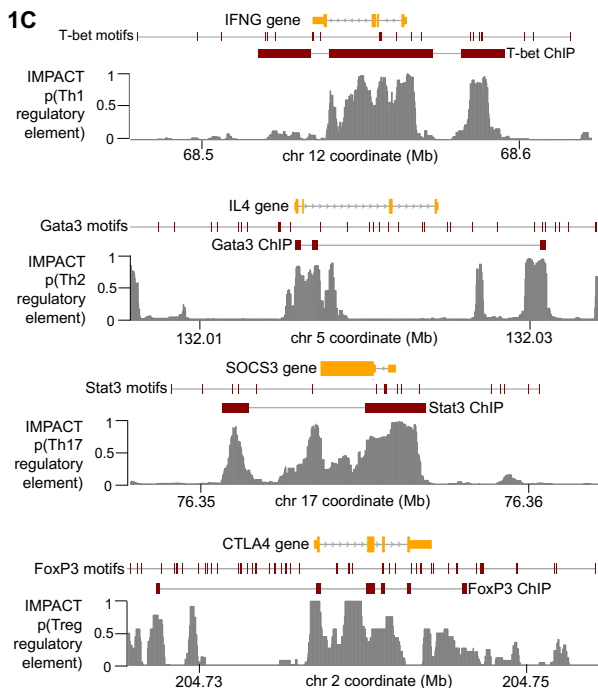 1C
IFNG gene
T-bet motifs
T-bet ChIP
IMPACT
p(Th1
regulatory
element)
1
0.5
0
68.5
chr 12 coordinate (Mb)
68.6
IL4 gene
Gata3 motifs
Gata3 ChIP
IMPACT
p(Th2
regulatory
element)
1
0.5
0
132.01
chr 5 coordinate (Mb)
132.03
SOCS3 gene
Stat3 motifs
Stat3 ChIP
IMPACT
p(Th17
regulatory
element)
1
0.5
0
76.35
chr 17 coordinate (Mb)
76.36
CTLA4 gene
FoxP3 motifs
FoxP3 ChIP
IMPACT
p(Treg
regulatory
element)
1
0.5
0
204.73
chr 2 coordinate (Mb)
204.75